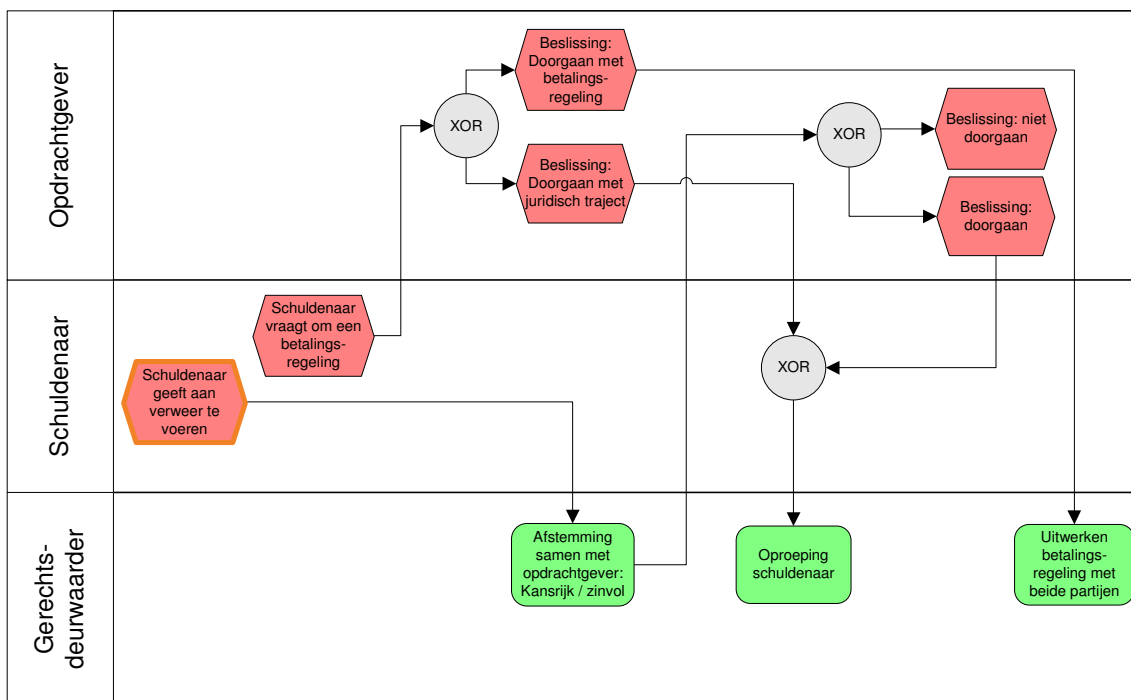 Opdrachtgever
Beslissing:
Doorgaan met
betalings-
regeling
XOR
Beslissing:
Doorgaan met
juridisch traject
XOR
Beslissing: niet
doorgaan
Beslissing:
doorgaan
Schuldenaar
Schuldenaar
vraagt om een
betalings-
regeling
Schuldenaar
geeft aan
verweer te
voeren
XOR
Gerechts-
deurwaarder
Afstemming
samen met
opdrachtgever:
Kansrijk / zinvol
Oproeping
schuldenaar
Uitwerken
betalings-
regeling met
beide partijen